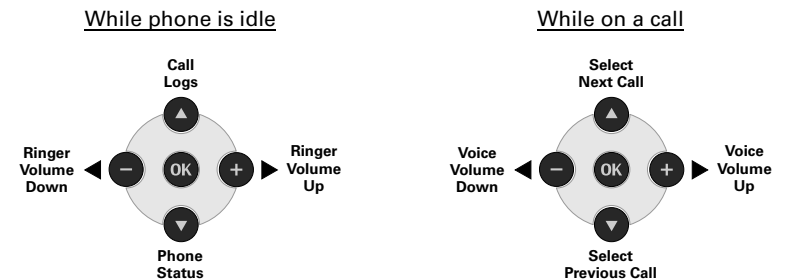 While phone is idle
Call
Logs
Ringer
Volume
Down
−
OK
+
Ringer
Volume
Up
Phone
Status
While on a call
Select
Next Call
Voice
Volume
Down
−
OK
+
Voice
Volume
Up
Select
Previous Call